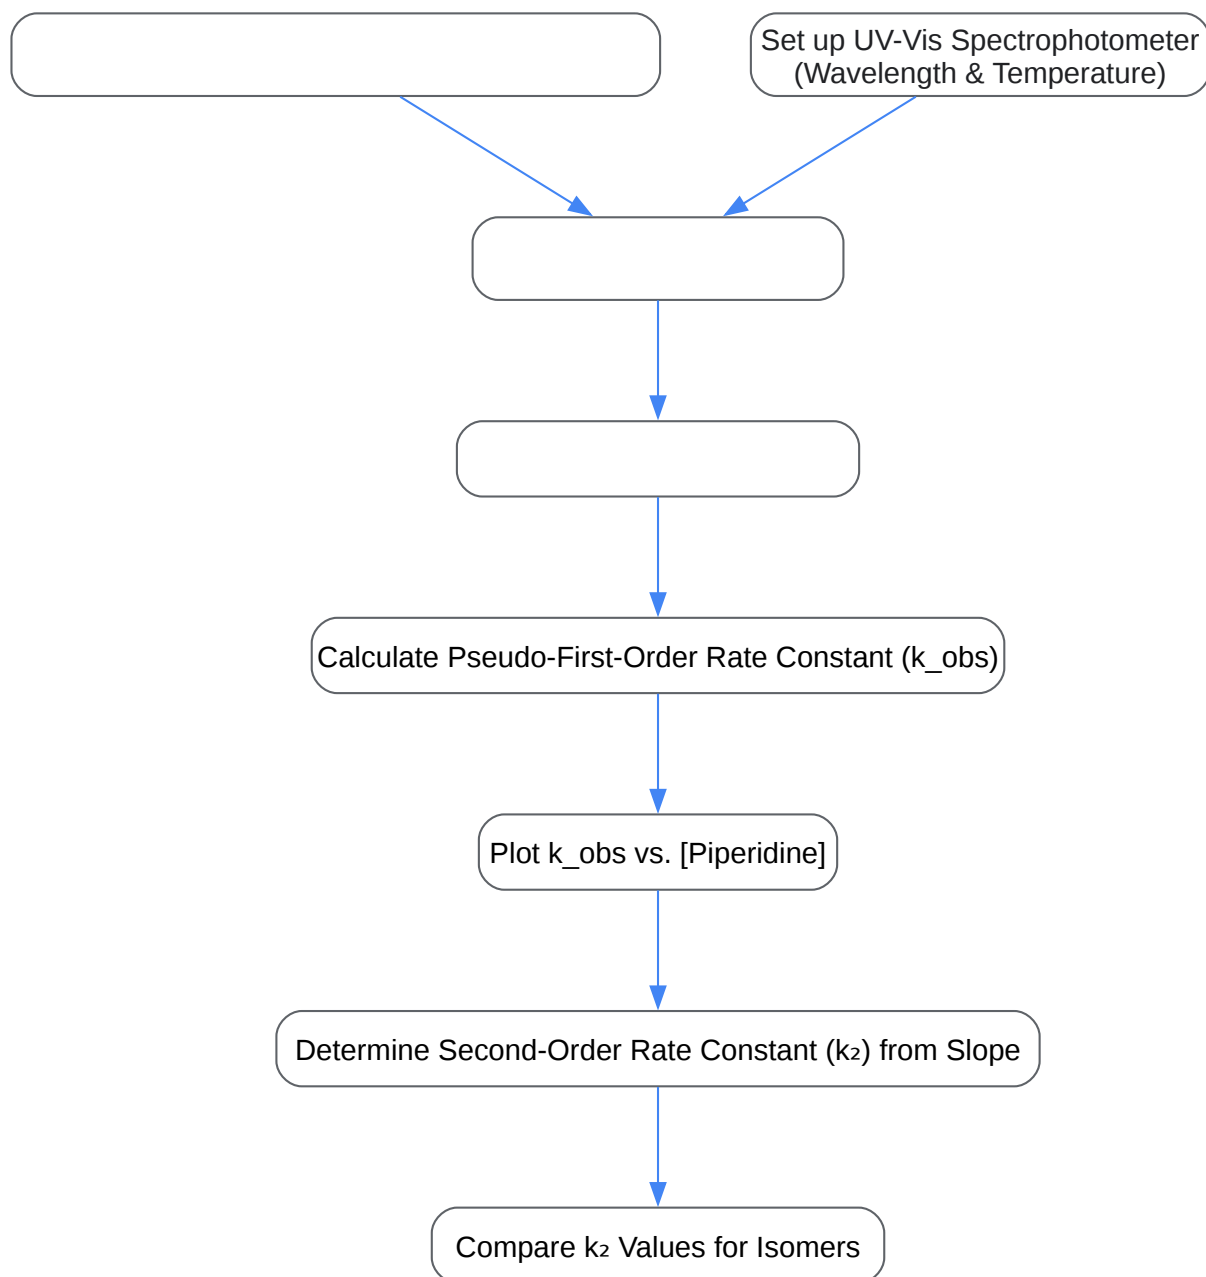 Set up UV-Vis Spectrophotometer
(Wavelength & Temperature)
Calculate Pseudo-First-Order Rate Constant (k_obs)
Plot k_obs vs. [Piperidine]
Determine Second-Order Rate Constant (k₂) from Slope
Compare k₂ Values for Isomers